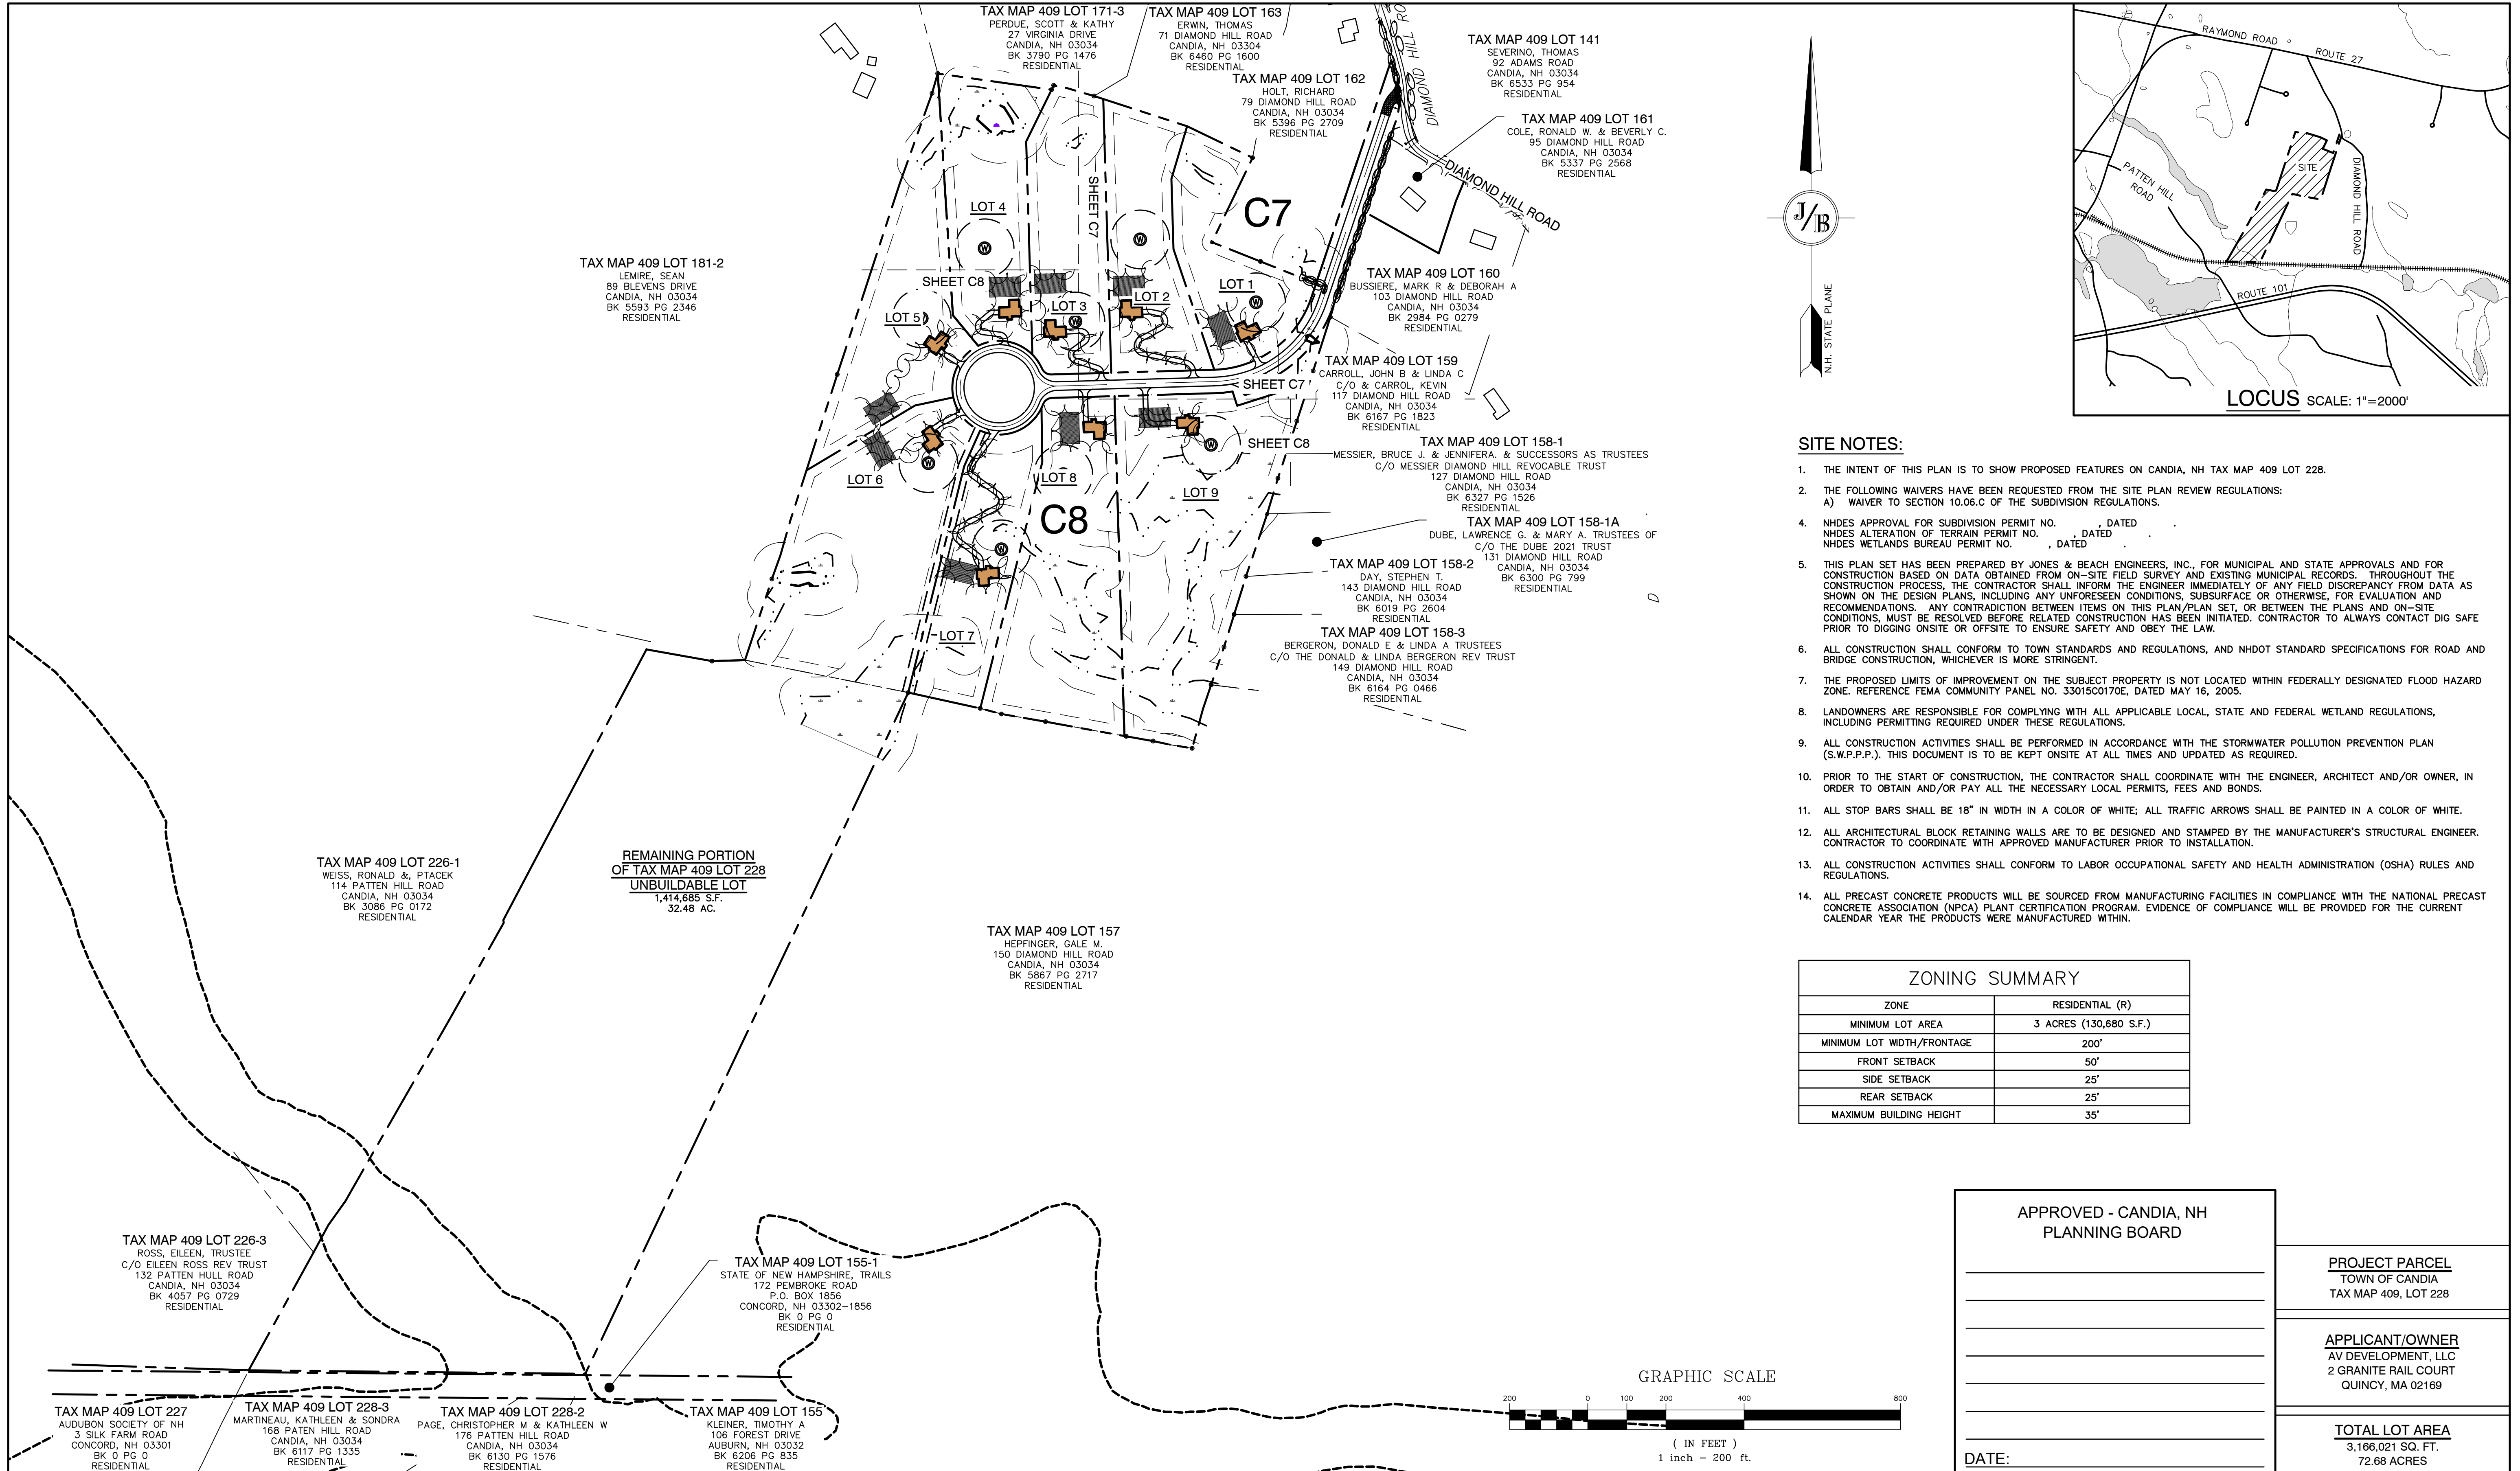 TAX MAP 409 LOT 171-3
PERDUE, SCOTT & KATHY
27 VIRGINIA DRIVE
CANDIA, NH 03034
BK 3790 PG 1476
RESIDENTIAL
TAX MAP 409 LOT 163
ERWIN, THOMAS
71 DIAMOND HILL ROAD
CANDIA, NH 03304
BK 6460 PG 1600
RESIDENTIAL
TAX MAP 409 LOT 162
HOLT, RICHARD
79 DIAMOND HILL ROAD
CANDIA, NH 03034
BK 5396 PG 2709
RESIDENTIAL
DIAMOND HILL RO
TAX MAP 409 LOT 141
SEVERINO, THOMAS
92 ADAMS ROAD
CANDIA, NH 03034
BK 6533 PG 954
RESIDENTIAL
TAX MAP 409 LOT 161
COLE, RONALD W. & BEVERLY C.
95 DIAMOND HILL ROAD
CANDIA, NH 03034
BK 5337 PG 2568
RESIDENTIAL
DIAMOND HILL
DIAMOND HILL ROAD
SHEET C7
C7
LOT 4
W
W
TAX MAP 409 LOT 181-2
LEMIRE, SEAN
89 BLEVENS DRIVE
CANDIA, NH 03034
BK 5593 PG 2346
RESIDENTIAL
SHEET C8
LOT 5
LOT 3
W
LOT 2
LOT 1
W
TAX MAP 409 LOT 160
BUSSIERE, MARK R & DEBORAH A
103 DIAMOND HILL ROAD
CANDIA, NH 03034
BK 2984 PG 0279
RESIDENTIAL
TAX MAP 409 LOT 159
CARROLL, JOHN B & LINDA C
C/O & CARROL, KEVIN
117 DIAMOND HILL ROAD
CANDIA, NH 03034
BK 6167 PG 1823
RESIDENTIAL
SHEET C7
SHEET C8
TAX MAP 409 LOT 158-1
MESSIER, BRUCE J. & JENNIFERA. & SUCCESSORS AS TRUSTEES
C/O MESSIER DIAMOND HILL REVOCABLE TRUST
127 DIAMOND HILL ROAD
CANDIA, NH 03034
BK 6327 PG 1526
RESIDENTIAL
W
W
LOT 6
LOT 8
LOT 9
C8
W
TAX MAP 409 LOT 158-1A
DUBE, LAWRENCE G. & MARY A. TRUSTEES OF
C/O THE DUBE 2021 TRUST
131 DIAMOND HILL ROAD
CANDIA, NH 03034
BK 6300 PG 799
RESIDENTIAL
TAX MAP 409 LOT 158-2
DAY, STEPHEN T.
143 DIAMOND HILL ROAD
CANDIA, NH 03034
BK 6019 PG 2604
RESIDENTIAL
TAX MAP 409 LOT 158-3
BERGERON, DONALD E & LINDA A TRUSTEES
C/O THE DONALD & LINDA BERGERON REV TRUST
149 DIAMOND HILL ROAD
CANDIA, NH 03034
BK 6164 PG 0466
RESIDENTIAL
LOT 7
TAX MAP 409 LOT 226-1
WEISS, RONALD &, PTACEK
114 PATTEN HILL ROAD
CANDIA, NH 03034
BK 3086 PG 0172
RESIDENTIAL
REMAINING PORTION
OF TAX MAP 409 LOT 228
UNBUILDABLE LOT
1,414,685 S.F.
32.48 AC.
TAX MAP 409 LOT 157
HEPFINGER, GALE M.
150 DIAMOND HILL ROAD
CANDIA, NH 03034
BK 5867 PG 2717
RESIDENTIAL
TAX MAP 409 LOT 226-3
ROSS, EILEEN, TRUSTEE
C/O EILEEN ROSS REV TRUST
132 PATTEN HULL ROAD
CANDIA, NH 03034
BK 4057 PG 0729
RESIDENTIAL
TAX MAP 409 LOT 155-1
STATE OF NEW HAMPSHIRE, TRAILS
172 PEMBROKE ROAD
P.O. BOX 1856
CONCORD, NH 03302-1856
BK 0 PG 0
RESIDENTIAL
TAX MAP 409 LOT 227
AUDUBON SOCIETY OF NH
3 SILK FARM ROAD
CONCORD, NH 03301
BK 0 PG 0
RESIDENTIAL
TAX MAP 409 LOT 228-3
MARTINEAU, KATHLEEN & SONDRA
168 PATEN HILL ROAD
CANDIA, NH 03034
BK 6117 PG 1335
RESIDENTIAL
TAX MAP 409 LOT 228-2
PAGE, CHRISTOPHER M & KATHLEEN W
176 PATTEN HILL ROAD
CANDIA, NH 03034
BK 6130 PG 1576
RESIDENTIAL
TAX MAP 409 LOT 155
KLEINER, TIMOTHY A
106 FOREST DRIVE
AUBURN, NH 03032
BK 6206 PG 835
RESIDENTIAL
J/B
N.H. STATE PLANE
RAYMOND ROAD
ROUTE 27
PATTEN HILL
ROAD
SITE
DIAMOND HILL ROAD
ROUTE 101
LOCUS SCALE: 1"=2000'
SITE NOTES:
1. THE INTENT OF THIS PLAN IS TO SHOW PROPOSED FEATURES ON CANDIA, NH TAX MAP 409 LOT 228.
2. THE FOLLOWING WAIVERS HAVE BEEN REQUESTED FROM THE SITE PLAN REVIEW REGULATIONS:
A) WAIVER TO SECTION 10.06.C OF THE SUBDIVISION REGULATIONS.
4. NHDES APPROVAL FOR SUBDIVISION PERMIT NO. , DATED .
NHDES ALTERATION OF TERRAIN PERMIT NO. , DATED .
NHDES WETLANDS BUREAU PERMIT NO. , DATED .
5. THIS PLAN SET HAS BEEN PREPARED BY JONES & BEACH ENGINEERS, INC., FOR MUNICIPAL AND STATE APPROVALS AND FOR
CONSTRUCTION BASED ON DATA OBTAINED FROM ON-SITE FIELD SURVEY AND EXISTING MUNICIPAL RECORDS. THROUGHOUT THE
CONSTRUCTION PROCESS, THE CONTRACTOR SHALL INFORM THE ENGINEER IMMEDIATELY OF ANY FIELD DISCREPANCY FROM DATA AS
SHOWN ON THE DESIGN PLANS, INCLUDING ANY UNFORESEEN CONDITIONS, SUBSURFACE OR OTHERWISE, FOR EVALUATION AND
RECOMMENDATIONS. ANY CONTRADICTION BETWEEN ITEMS ON THIS PLAN/PLAN SET, OR BETWEEN THE PLANS AND ON-SITE
CONDITIONS, MUST BE RESOLVED BEFORE RELATED CONSTRUCTION HAS BEEN INITIATED. CONTRACTOR TO ALWAYS CONTACT DIG SAFE
PRIOR TO DIGGING ONSITE OR OFFSITE TO ENSURE SAFETY AND OBEY THE LAW.
6. ALL CONSTRUCTION SHALL CONFORM TO TOWN STANDARDS AND REGULATIONS, AND NHDOT STANDARD SPECIFICATIONS FOR ROAD AND
BRIDGE CONSTRUCTION, WHICHEVER IS MORE STRINGENT.
7. THE PROPOSED LIMITS OF IMPROVEMENT ON THE SUBJECT PROPERTY IS NOT LOCATED WITHIN FEDERALLY DESIGNATED FLOOD HAZARD
ZONE. REFERENCE FEMA COMMUNITY PANEL NO. 33015C0170E, DATED MAY 16, 2005.
8. LANDOWNERS ARE RESPONSIBLE FOR COMPLYING WITH ALL APPLICABLE LOCAL, STATE AND FEDERAL WETLAND REGULATIONS,
INCLUDING PERMITTING REQUIRED UNDER THESE REGULATIONS.
9. ALL CONSTRUCTION ACTIVITIES SHALL BE PERFORMED IN ACCORDANCE WITH THE STORMWATER POLLUTION PREVENTION PLAN
(S.W.P.P.P.). THIS DOCUMENT IS TO BE KEPT ONSITE AT ALL TIMES AND UPDATED AS REQUIRED.
10. PRIOR TO THE START OF CONSTRUCTION, THE CONTRACTOR SHALL COORDINATE WITH THE ENGINEER, ARCHITECT AND/OR OWNER, IN
ORDER TO OBTAIN AND/OR PAY ALL THE NECESSARY LOCAL PERMITS, FEES AND BONDS.
11. ALL STOP BARS SHALL BE 18" IN WIDTH IN A COLOR OF WHITE; ALL TRAFFIC ARROWS SHALL BE PAINTED IN A COLOR OF WHITE.
12. ALL ARCHITECTURAL BLOCK RETAINING WALLS ARE TO BE DESIGNED AND STAMPED BY THE MANUFACTURER'S STRUCTURAL ENGINEER.
CONTRACTOR TO COORDINATE WITH APPROVED MANUFACTURER PRIOR TO INSTALLATION.
13. ALL CONSTRUCTION ACTIVITIES SHALL CONFORM TO LABOR OCCUPATIONAL SAFETY AND HEALTH ADMINISTRATION (OSHA) RULES AND
REGULATIONS.
14. ALL PRECAST CONCRETE PRODUCTS WILL BE SOURCED FROM MANUFACTURING FACILITIES IN COMPLIANCE WITH THE NATIONAL PRECAST
CONCRETE ASSOCIATION (NPCA) PLANT CERTIFICATION PROGRAM. EVIDENCE OF COMPLIANCE WILL BE PROVIDED FOR THE CURRENT
CALENDAR YEAR THE PRODUCTS WERE MANUFACTURED WITHIN.
ZONING SUMMARY
ZONE RESIDENTIAL (R)
MINIMUM LOT AREA 3 ACRES (130,680 S.F.)
MINIMUM LOT WIDTH/FRONTAGE 200'
FRONT SETBACK 50'
SIDE SETBACK 25'
REAR SETBACK 25'
MAXIMUM BUILDING HEIGHT 35'
GRAPHIC SCALE
200 0 100 200 400 800
( IN FEET )
1 inch = 200 ft.
APPROVED - CANDIA, NH
PLANNING BOARD
DATE:
PROJECT PARCEL
TOWN OF CANDIA
TAX MAP 409, LOT 228
APPLICANT/OWNER
AV DEVELOPMENT, LLC
2 GRANITE RAIL COURT
QUINCY, MA 02169
TOTAL LOT AREA
3,166,021 SQ. FT.
72.68 ACRES